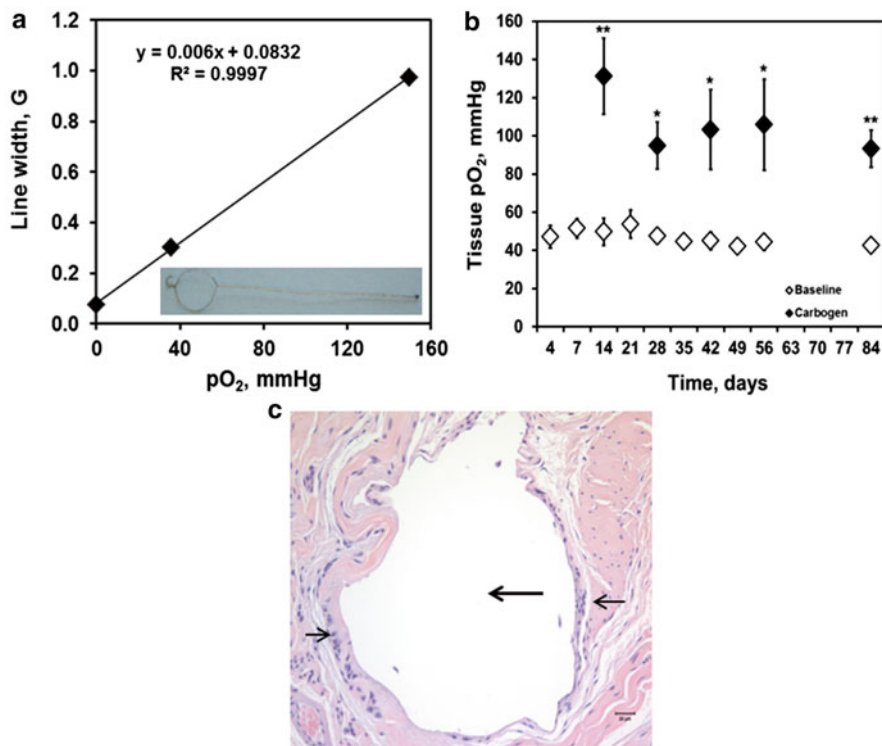 a
y = 0.006x + 0.0832
R² = 0.9997
Line width, G
1.2
1.0
0.8
0.6
0.4
0.2
0.0
0 40 80 120 160
pO₂, mmHg
b
Tissue pO₂, mmHg
160
140
120
100
80
60
40
20
0
** * * * **
Baseline
Carbogen
4 7 14 21 28 35 42 49 56 63 70 77 84
Time, days
c